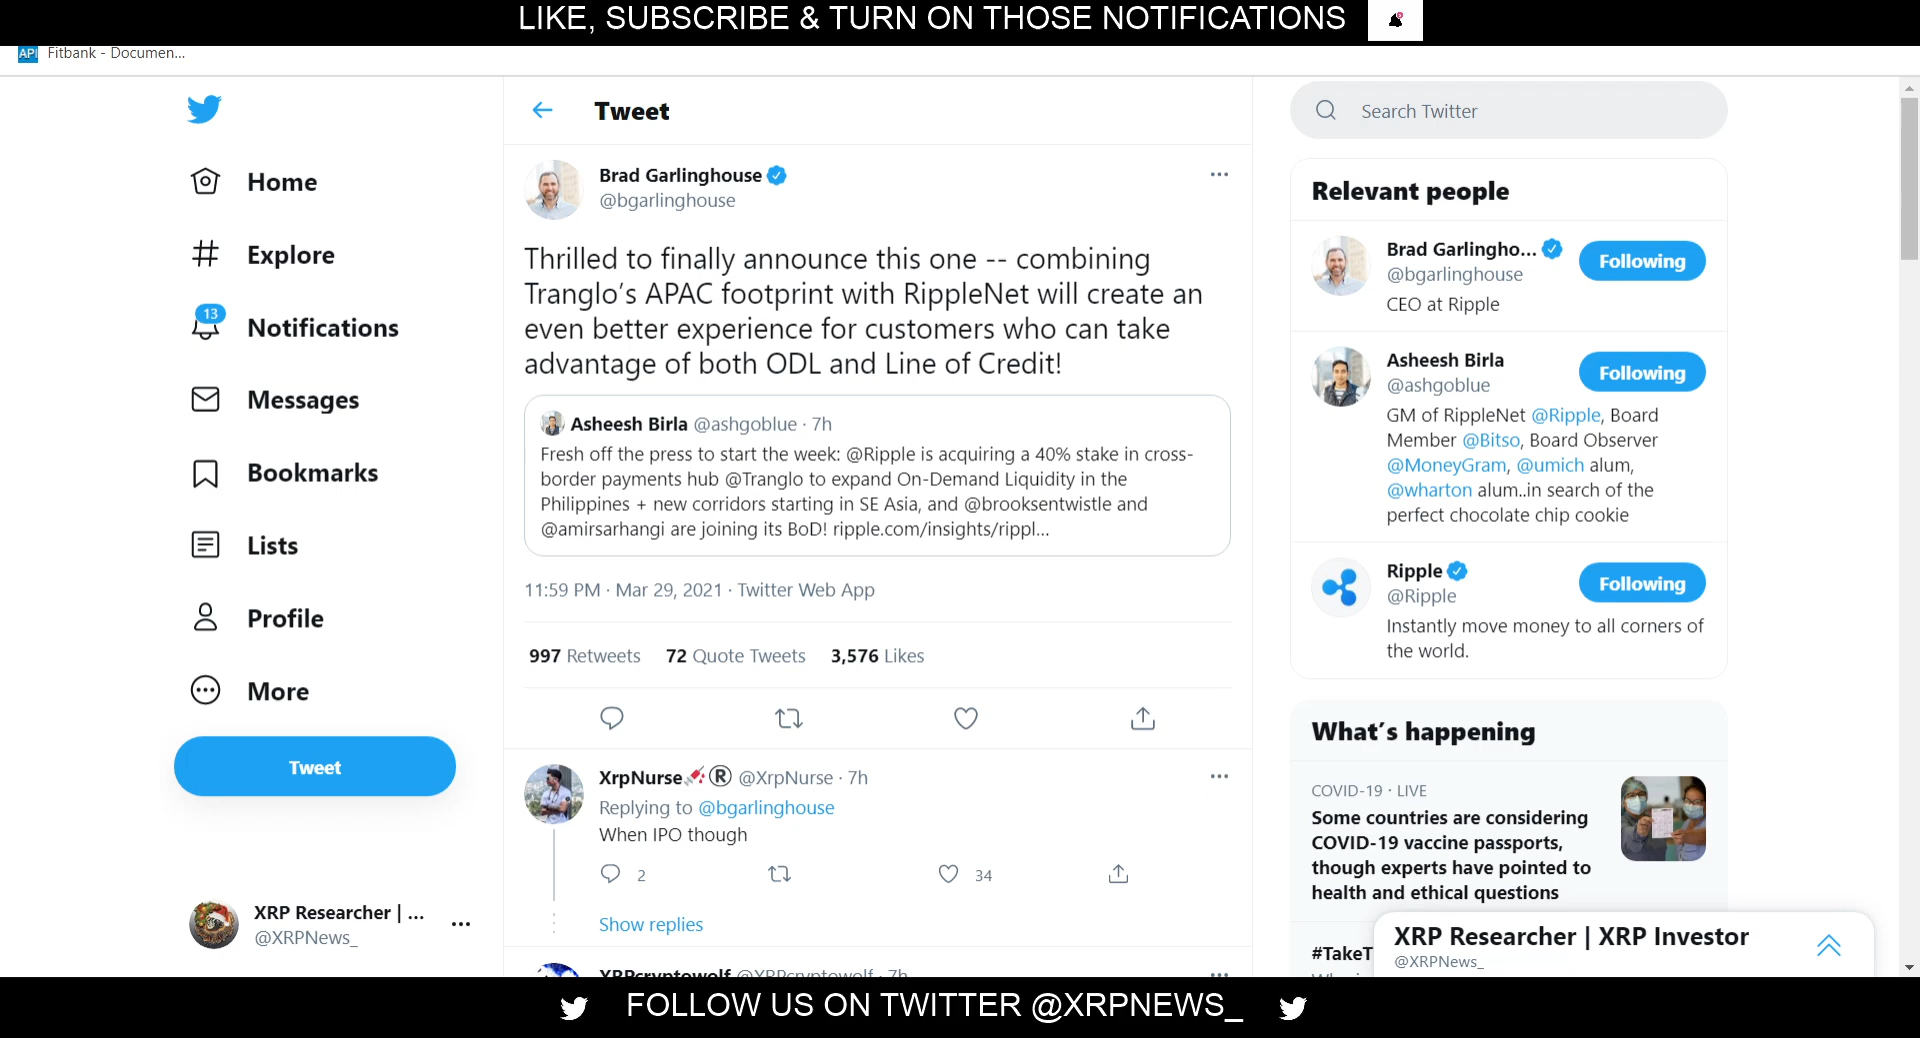 LIKE, SUBSCRIBE & TURN ON THOSE NOTIFICATIONS
API Fitbank - Documen...
Home
Explore
13
Notifications
Messages
Bookmarks
Lists
Profile
More
Tweet
XRP Researcher | ...
@XRPNews_
Tweet
Brad Garlinghouse
@bgarlinghouse
Thrilled to finally announce this one -- combining
Tranglo's APAC footprint with RippleNet will create an
even better experience for customers who can take
advantage of both ODL and Line of Credit!
Asheesh Birla @ashgoblue · 7h
Fresh off the press to start the week: @Ripple is acquiring a 40% stake in cross-
border payments hub @Tranglo to expand On-Demand Liquidity in the
Philippines + new corridors starting in SE Asia, and @brooksentwistle and
@amirsarhangi are joining its BoD! ripple.com/insights/rippl...
11:59 PM · Mar 29, 2021 · Twitter Web App
997 Retweets 72 Quote Tweets 3,576 Likes
XrpNurse ® @XrpNurse · 7h
Replying to @bgarlinghouse
When IPO though
2
34
Show replies
XRPcryptowolf @XRPcryptowolf · 7h
Search Twitter
Relevant people
Brad Garlingho...
Following
@bgarlinghouse
CEO at Ripple
Asheesh Birla
Following
@ashgoblue
GM of RippleNet @Ripple, Board
Member @Bitso, Board Observer
@MoneyGram, @umich alum,
@wharton alum..in search of the
perfect chocolate chip cookie
Ripple
Following
@Ripple
Instantly move money to all corners of
the world.
What's happening
COVID-19 · LIVE
Some countries are considering
COVID-19 vaccine passports,
though experts have pointed to
health and ethical questions
#TakeT
XRP Researcher | XRP Investor
@XRPNews_
FOLLOW US ON TWITTER @XRPNEWS_